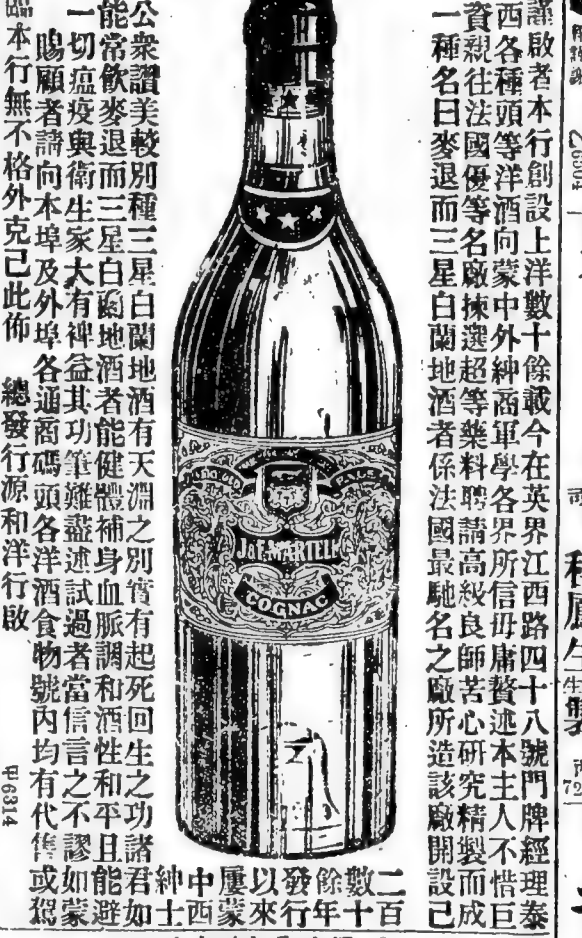 謹啟者本行創設上洋數十餘載今在英界江西路四十八號門牌經理泰
西各種頭等洋酒向蒙中外紳商軍學各界所信毋庸贅述本主人不惜巨
資親往法國優等名廠揀選超等藥料聘請高級良師苦心研究精製而成
一種名曰麥退而三星白蘭地酒者係法國最馳名之廠所造該廠開設已
二百
數十
餘年
發行
以來
屢蒙
中西
紳士
公衆讚美較別種三星白蘭地酒有天淵之別實有起死回生之功諸君如
能常飲麥退而三星白蘭地酒者能健體補身血脈調和酒性和平且能避
一切瘟疫與衛生家大有裨益其功筆難盡述試過者當信言之不謬如蒙
賜顧者請向本埠及外埠各通商碼頭各洋酒食物號內均有代售或駕
臨本行無不格外克己此佈 總發行源和洋行啟
甲6314
J&F. MARTELL
COGNAC